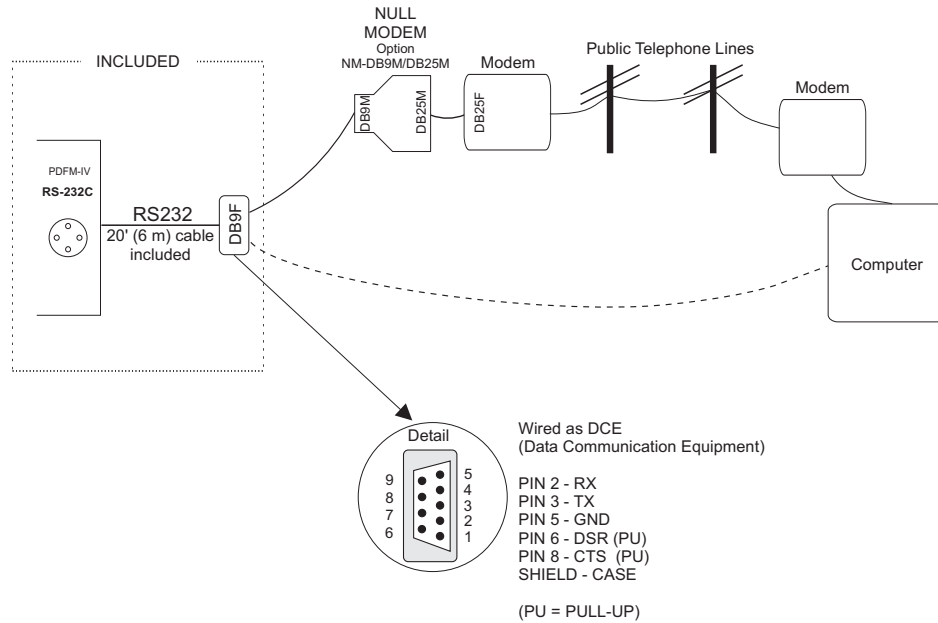 NULL
MODEM
Option
NM-DB9M/DB25M
INCLUDED
Modem
Public Telephone Lines
Modem
DB9M
DB25M
DB25F
PDFM-IV
RS-232C
RS232
20' (6 m) cable
included
DB9F
Computer
Detail
9
8
7
6
5
4
3
2
1
Wired as DCE
(Data Communication Equipment)
PIN 2 - RX
PIN 3 - TX
PIN 5 - GND
PIN 6 - DSR (PU)
PIN 8 - CTS (PU)
SHIELD - CASE
(PU = PULL-UP)